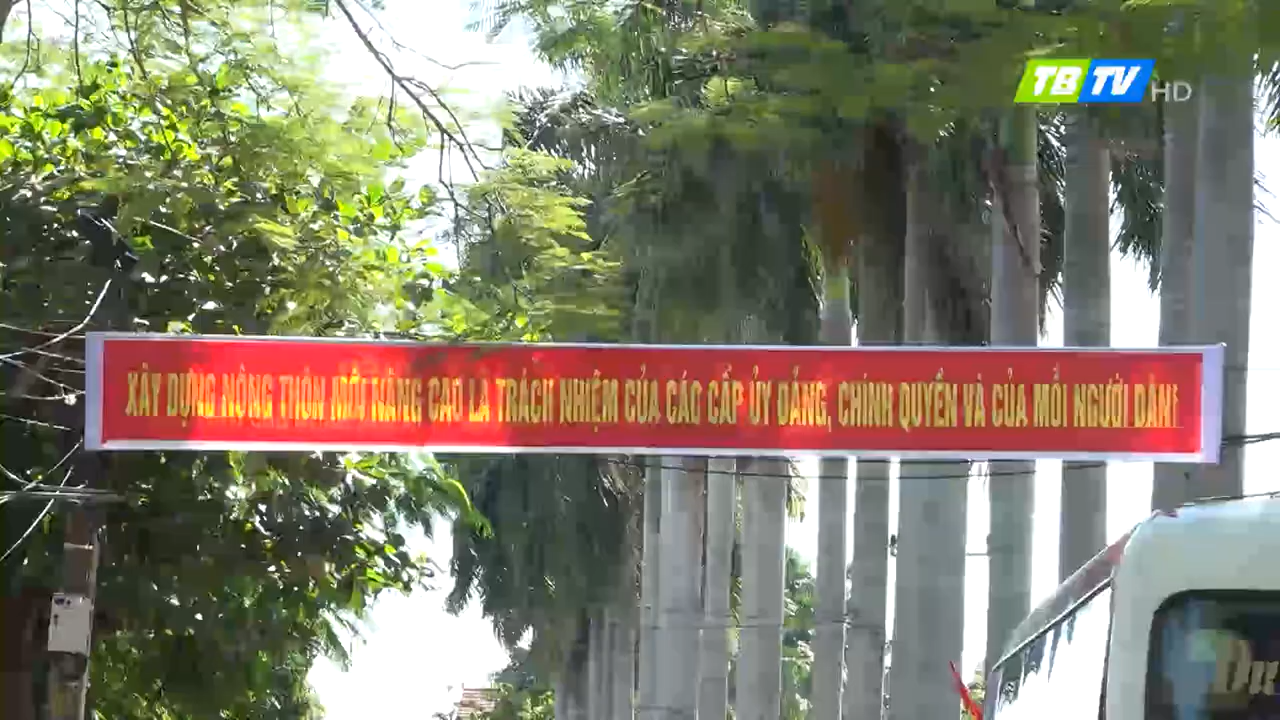 TBTV HD
XÂY DỰNG NÔNG THÔN MỚI NÂNG CAO LÀ TRÁCH NHIỆM CỦA CÁC CẤP ỦY ĐẢNG, CHÍNH QUYỀN VÀ CỦA MỖI NGƯỜI DÂN!